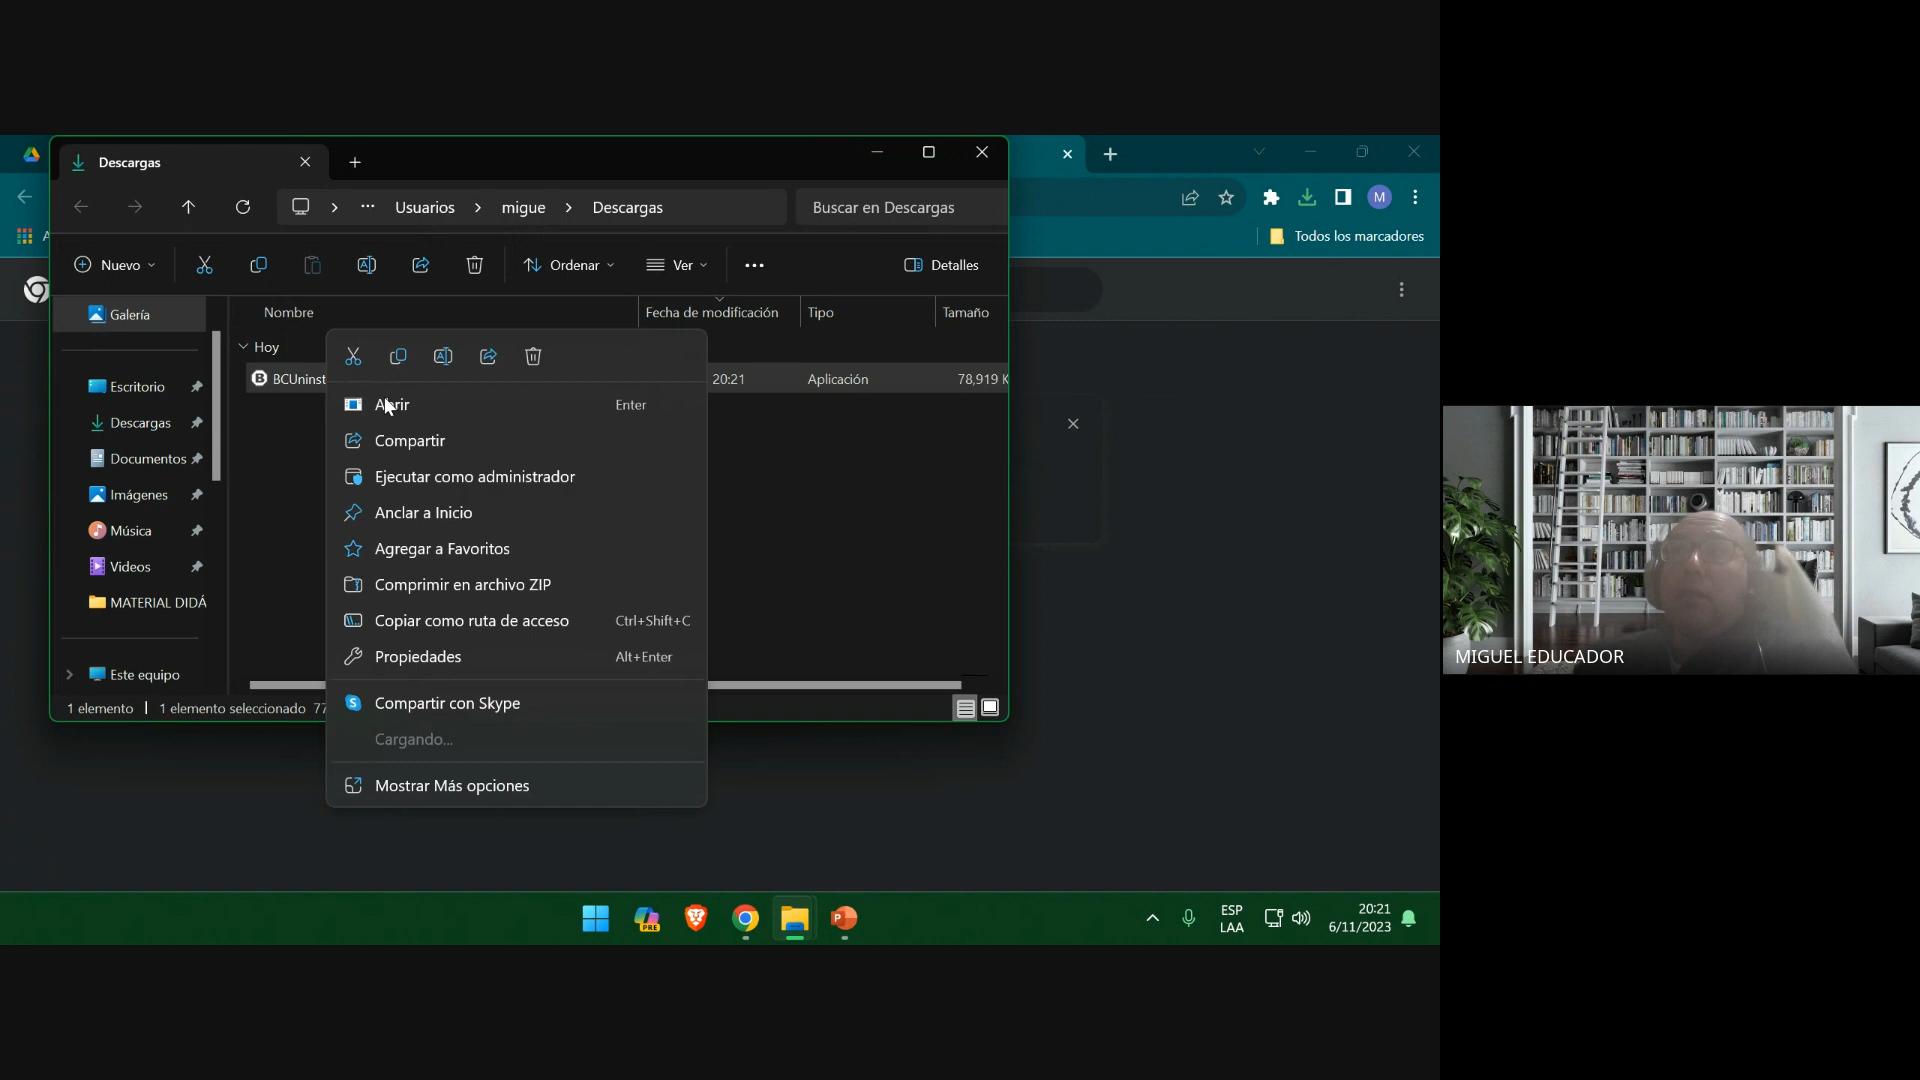 Descargas
Usuarios
migue
Descargas
Buscar en Descargas
M
Todos los marcadores
Nuevo
Ordenar
Ver
Detalles
Galería
Nombre
Fecha de modificación
Tipo
Tamaño
Hoy
BCUninst
20:21
Aplicación
78,919 K
Escritorio
Descargas
Documentos
Imágenes
Música
Videos
MATERIAL DIDÁ
Este equipo
Abrir
Enter
Compartir
Ejecutar como administrador
Anclar a Inicio
Agregar a Favoritos
Comprimir en archivo ZIP
Copiar como ruta de acceso
Ctrl+Shift+C
Propiedades
Alt+Enter
Compartir con Skype
Cargando...
Mostrar Más opciones
1 elemento
1 elemento seleccionado 77
PRE
ESP
LAA
20:21
6/11/2023
MIGUEL EDUCADOR